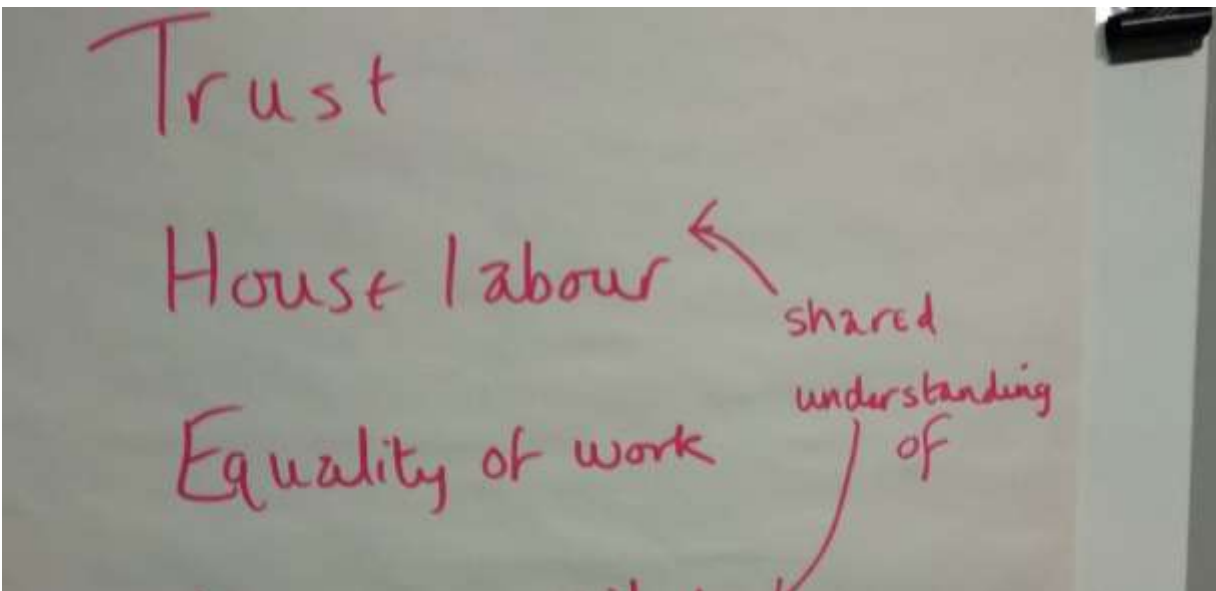 Trust
House labour
shared
understanding
of
Equality of work